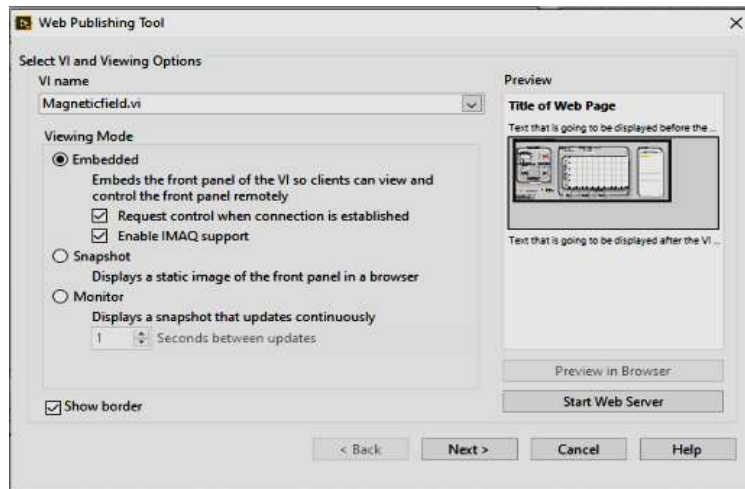 Web Publishing Tool
Select VI and Viewing Options
VI name
Magneticfield.vi
Viewing Mode
Embedded
Embeds the front panel of the VI so clients can view and
control the front panel remotely
Request control when connection is established
Enable IMAQ support
Snapshot
Displays a static image of the front panel in a browser
Monitor
Displays a snapshot that updates continuously
1 Seconds between updates
Show border
Preview
Title of Web Page
Text that is going to be displayed before the ...
Text that is going to be displayed after the VI ...
Preview in Browser
Start Web Server
< Back Next > Cancel Help